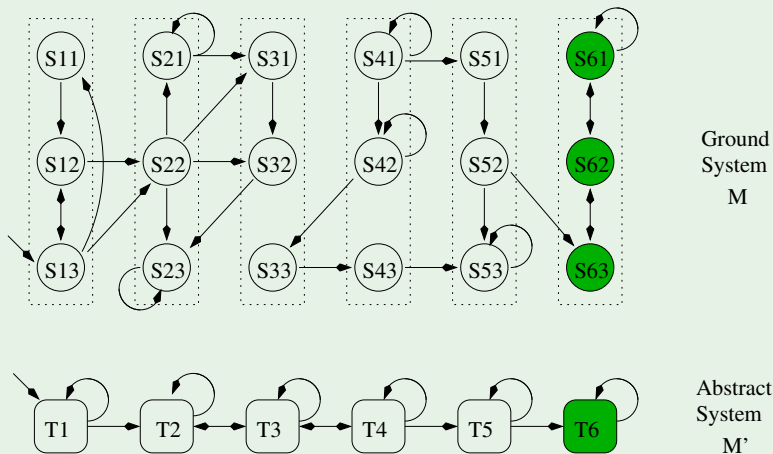 S11 S21 S31 S41 S51 S61
S12 S22 S32 S42 S52 S62
S13 S23 S33 S43 S53 S63
Ground
System
M
T1 T2 T3 T4 T5 T6
Abstract
System
M'